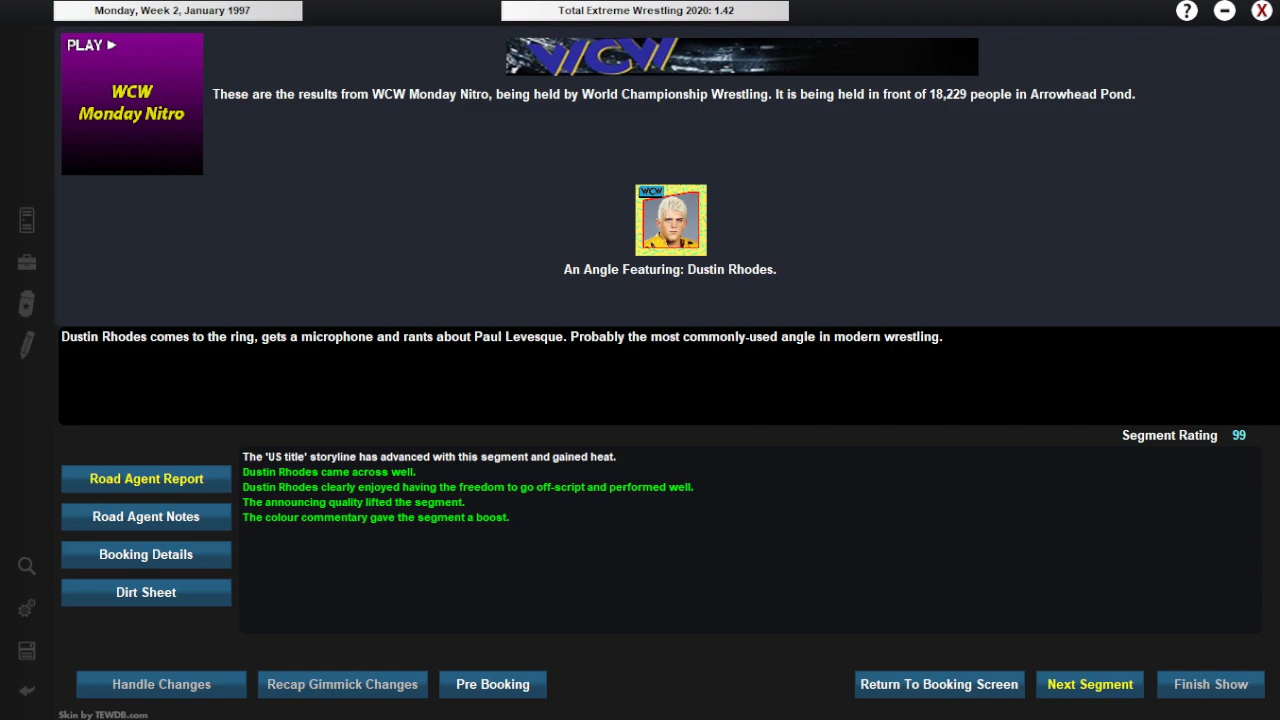 Monday, Week 2, January 1997
Total Extreme Wrestling 2020: 1.42
? – X
PLAY ▶
WCW
Monday Nitro
WCW
These are the results from WCW Monday Nitro, being held by World Championship Wrestling. It is being held in front of 18,229 people in Arrowhead Pond.
WCW
An Angle Featuring: Dustin Rhodes.
Dustin Rhodes comes to the ring, gets a microphone and rants about Paul Levesque. Probably the most commonly-used angle in modern wrestling.
Segment Rating 99
Road Agent Report
Road Agent Notes
Booking Details
Dirt Sheet
The 'US title' storyline has advanced with this segment and gained heat.
Dustin Rhodes came across well.
Dustin Rhodes clearly enjoyed having the freedom to go off-script and performed well.
The announcing quality lifted the segment.
The colour commentary gave the segment a boost.
Handle Changes
Recap Gimmick Changes
Pre Booking
Return To Booking Screen
Next Segment
Finish Show
Skin by TEWDB.com